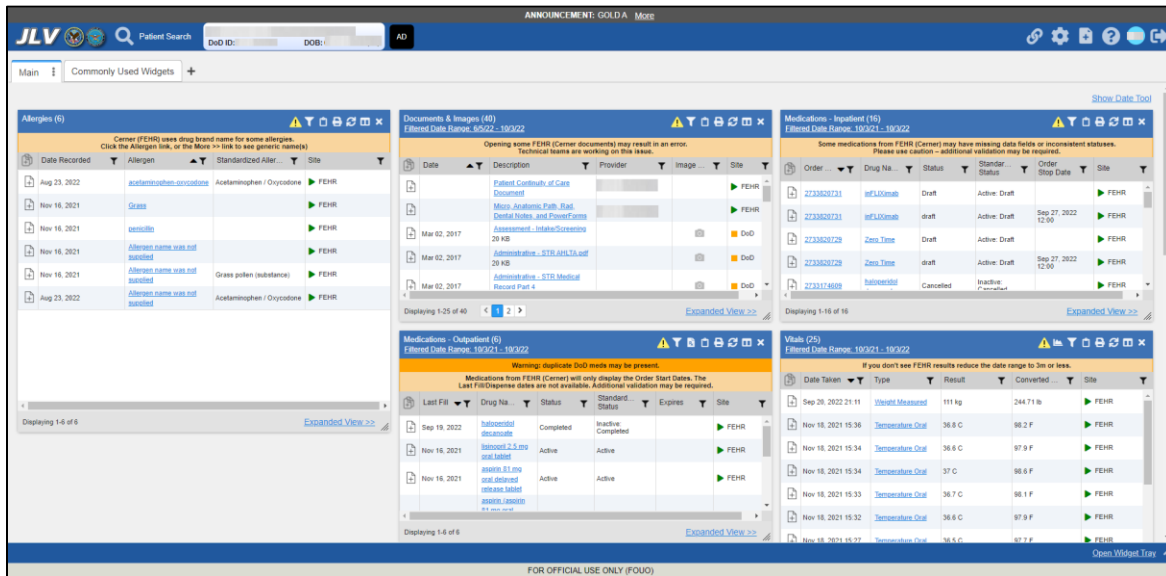 ANNOUNCEMENT: GOLD A More
JLV Patient Search DoD ID: DOB: AD
Main Commonly Used Widgets +
Show Date Tool
Allergies (6)
Cerner (FEHR) uses drug brand name for some allergies.
Click the Allergen link, or the More >> link to see generic name(s)
Date Recorded Allergen Standardized Aller... Site
Aug 23, 2022 acetaminophen-oxycodone Acetaminophen / Oxycodone FEHR
Nov 16, 2021 Grass FEHR
Nov 16, 2021 penicillin FEHR
Nov 16, 2021 Allergen name was not supplied FEHR
Nov 16, 2021 Allergen name was not supplied Grass pollen (substance) FEHR
Aug 23, 2022 Allergen name was not supplied Acetaminophen / Oxycodone FEHR
Displaying 1-6 of 6 Expanded View >>
Documents & Images (40)
Filtered Date Range: 6/5/22 - 10/3/22
Opening some FEHR (Cerner documents) may result in an error.
Technical teams are working on this issue.
Date Description Provider Image ... Site
Patient Continuity of Care Document FEHR
Micro, Anatomic Path, Rad, Dental Notes, and PowerForms FEHR
Mar 02, 2017 Assessment - Intake/Screening 20 KB DoD
Mar 02, 2017 Administrative - STR AHLTA.pdf 20 KB DoD
Mar 02, 2017 Administrative - STR Medical Record Part 4 DoD
Displaying 1-25 of 40 1 2 Expanded View >>
Medications - Inpatient (16)
Filtered Date Range: 10/3/21 - 10/3/22
Some medications from FEHR (Cerner) may have missing data fields or inconsistent statuses.
Please use caution – additional validation may be required.
Order ... Drug Na... Status Standar... Status Order Stop Date Site
2733820731 inFLIXimab Draft Active: Draft FEHR
2733820731 inFLIXimab draft Active: Draft Sep 27, 2022 12:00 FEHR
2733820729 Zero Time Draft Active: Draft FEHR
2733820729 Zero Time draft Active: Draft Sep 27, 2022 12:00 FEHR
2733174609 haloperidol Cancelled Inactive: Cancelled FEHR
Displaying 1-16 of 16 Expanded View >>
Medications - Outpatient (6)
Filtered Date Range: 10/3/21 - 10/3/22
Warning: duplicate DoD meds may be present.
Medications from FEHR (Cerner) will only display the Order Start Dates. The
Last Fill/Dispense dates are not available. Additional validation may be required.
Last Fill Drug Na... Status Standard... Status Expires Site
Sep 19, 2022 haloperidol decanoate Completed Inactive: Completed FEHR
Nov 16, 2021 lisinopril 2.5 mg oral tablet Active Active FEHR
Nov 16, 2021 aspirin 81 mg oral delayed release tablet Active Active FEHR
aspirin (aspirin 81 mg oral
Displaying 1-6 of 6 Expanded View >>
Vitals (25)
Filtered Date Range: 10/3/21 - 10/3/22
If you don't see FEHR results reduce the date range to 3m or less.
Date Taken Type Result Converted ... Site
Sep 20, 2022 21:11 Weight Measured 111 kg 244.71 lb FEHR
Nov 18, 2021 15:36 Temperature Oral 36.8 C 98.2 F FEHR
Nov 18, 2021 15:34 Temperature Oral 36.6 C 97.9 F FEHR
Nov 18, 2021 15:34 Temperature Oral 37 C 98.6 F FEHR
Nov 18, 2021 15:33 Temperature Oral 36.7 C 98.1 F FEHR
Nov 18, 2021 15:32 Temperature Oral 36.6 C 97.9 F FEHR
Nov 18, 2021 15:27 Temperature Oral 36.5 C 97.7 F FEHR
Open Widget Tray
FOR OFFICIAL USE ONLY (FOUO)